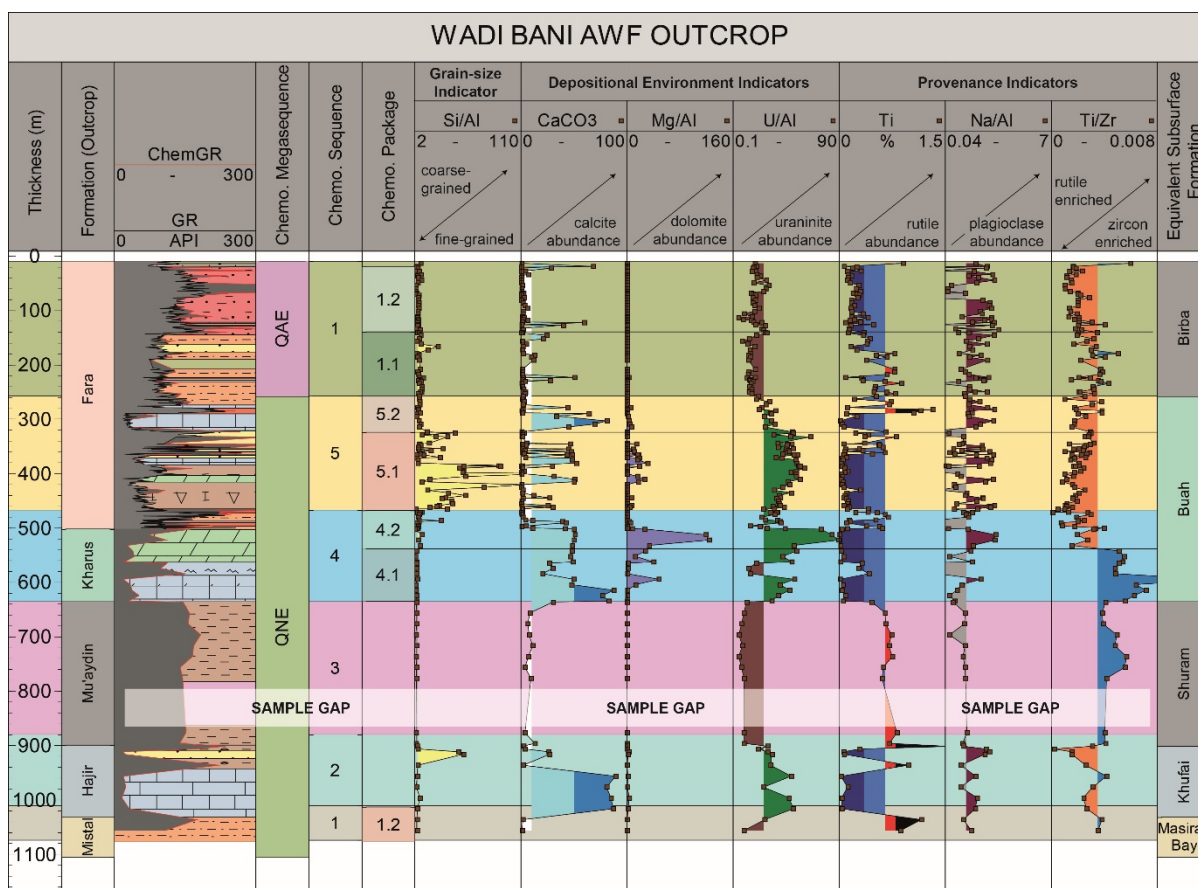 WADI BANI AWF OUTCROP
Thickness (m)
Formation (Outcrop)
ChemGR
0 - 300
GR
0 API 300
Chemo. Megasequence
Chemo. Sequence
Chemo. Package
Grain-size
Indicator
Depositional Environment Indicators
Provenance Indicators
Equivalent Subsurface
Formation
Si/Al
2 - 110
coarse-
grained
fine-grained
CaCO3
0 - 100
calcite
abundance
Mg/Al
0 - 160
dolomite
abundance
U/Al
0.1 - 90
uraninite
abundance
Ti
0 % 1.5
rutile
abundance
Na/Al
0.04 - 7
plagioclase
abundance
Ti/Zr
0 - 0.008
rutile
enriched
zircon
enriched
0
100
200
300
400
500
600
700
800
900
1000
1100
Fara
Kharus
Mu'aydin
Hajir
Mistal
QAE
QNE
1
5
4
3
2
1
1.2
1.1
5.2
5.1
4.2
4.1
1.2
SAMPLE GAP
SAMPLE GAP
SAMPLE GAP
Birba
Buah
Shuram
Khufai
Masira
Bay